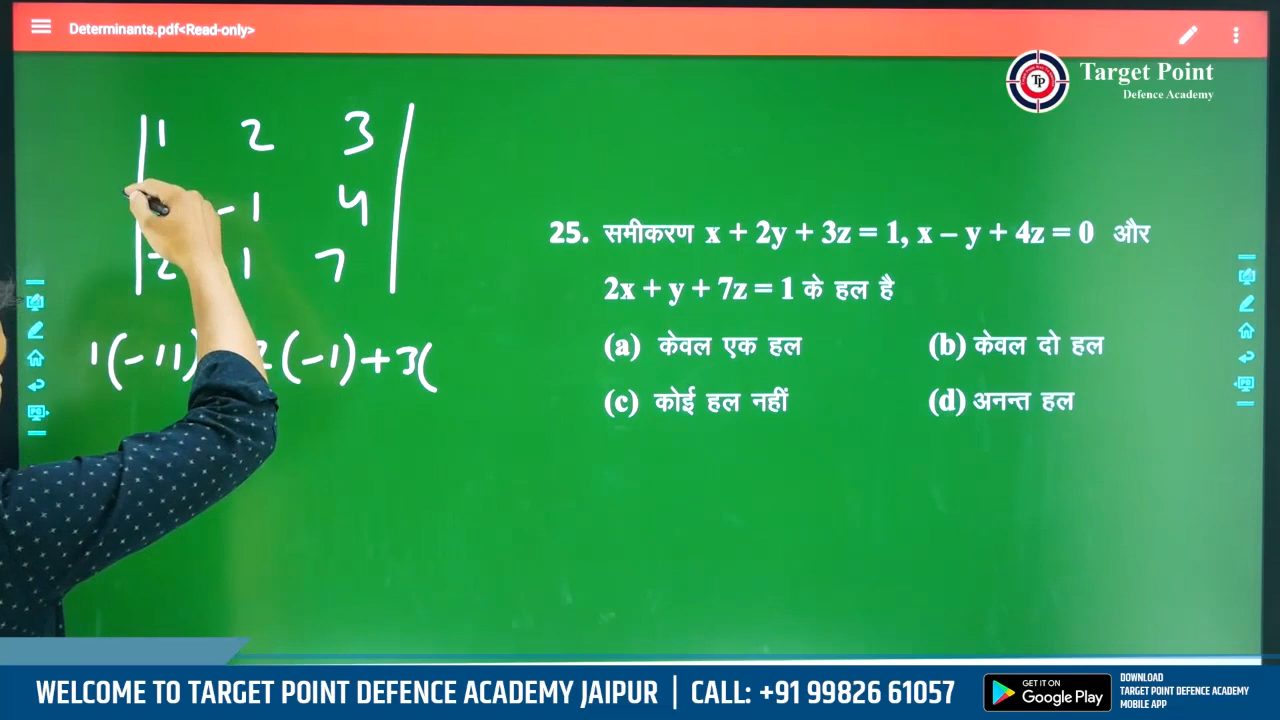 Determinants.pdf<Read-only>
TP
Target Point
Defence Academy
1 2 3
-1 4
2 1 7
1(-11) 2(-1)+3(
25. समीकरण x + 2y + 3z = 1, x – y + 4z = 0 और
2x + y + 7z = 1 के हल है
(a) केवल एक हल (b) केवल दो हल
(c) कोई हल नहीं (d) अनन्त हल
WELCOME TO TARGET POINT DEFENCE ACADEMY JAIPUR | CALL: +91 99826 61057
GET IT ON
Google Play
DOWNLOAD
TARGET POINT DEFENCE ACADEMY
MOBILE APP